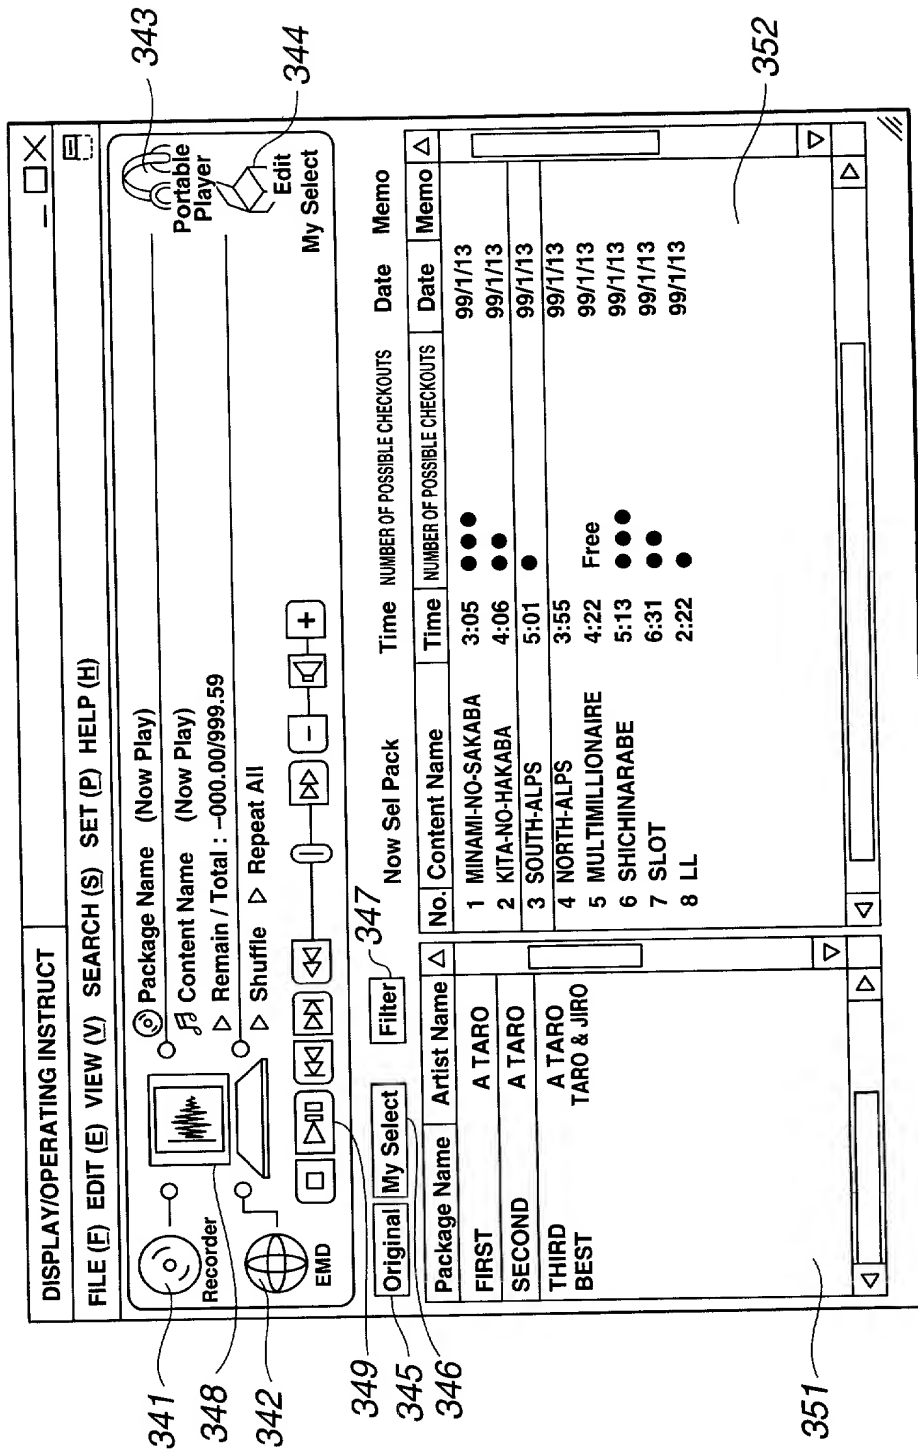 DISPLAY/OPERATING INSTRUCT
FILE (F) EDIT (E) VIEW (V) SEARCH (S) SET (P) HELP (H)
341
348
342
349
345
346
351
343
344
347
352
Recorder
EMD
Package Name (Now Play)
Content Name (Now Play)
Remain / Total : –000.00/999.59
Shuffle Repeat All
Portable
Player
Edit
My Select
– +
Original My Select Filter
Now Sel Pack Time NUMBER OF POSSIBLE CHECKOUTS Date Memo
Package Name Artist Name
FIRST A TARO
SECOND A TARO
THIRD A TARO
BEST TARO & JIRO
No. Content Name Time NUMBER OF POSSIBLE CHECKOUTS Date Memo
1 MINAMI-NO-SAKABA 3:05 ●●● 99/1/13
2 KITA-NO-HAKABA 4:06 ●● 99/1/13
3 SOUTH-ALPS 5:01 ● 99/1/13
4 NORTH-ALPS 3:55 99/1/13
5 MULTIMILLIONAIRE 4:22 Free 99/1/13
6 SHICHINARABE 5:13 ●●● 99/1/13
7 SLOT 6:31 ●● 99/1/13
8 LL 2:22 ● 99/1/13